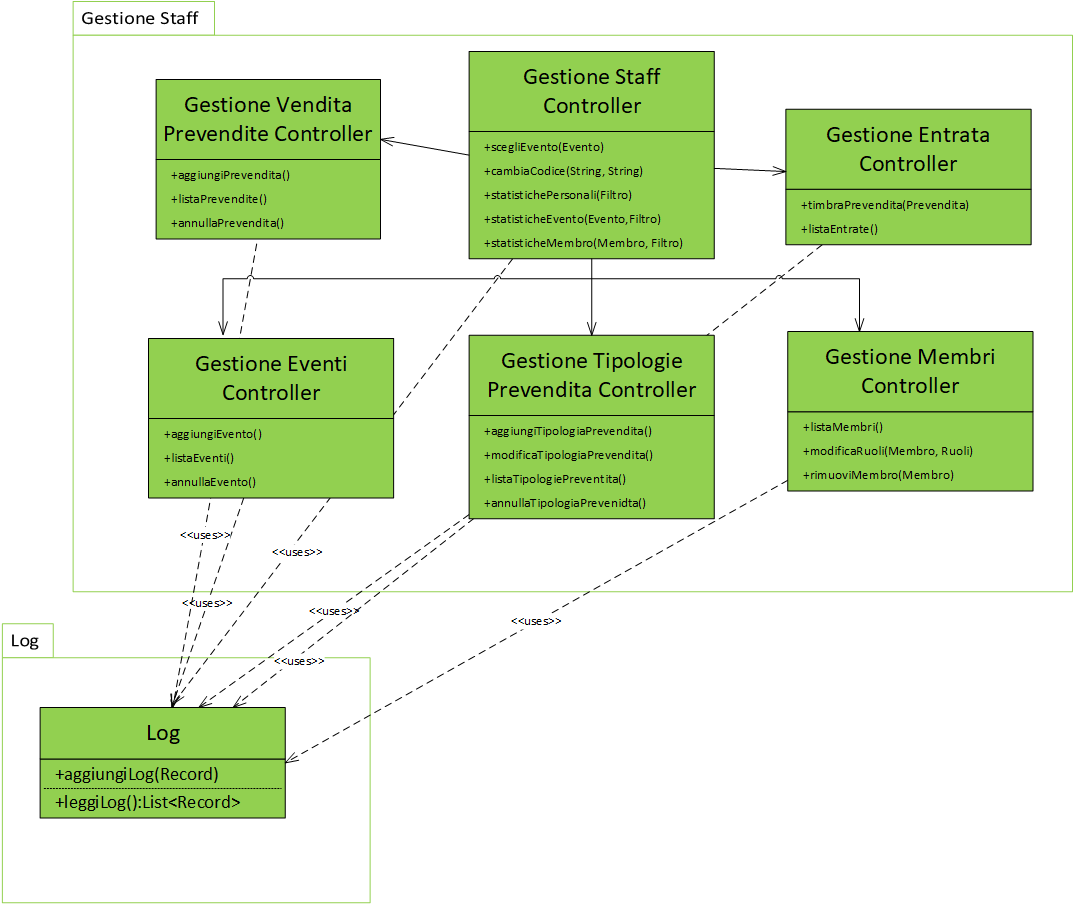 Gestione Staff
Gestione Vendita
Prevendite Controller
+aggiungiPrevendita()
+listaPrevendite()
+annullaPrevendita()
Gestione Staff
Controller
+scegliEvento(Evento)
+cambiaCodice(String, String)
+statistichePersonali(Filtro)
+statisticheEvento(Evento,Filtro)
+statisticheMembro(Membro, Filtro)
Gestione Entrata
Controller
+timbraPrevendita(Prevendita)
+listaEntrate()
Gestione Eventi
Controller
+aggiungiEvento()
+listaEventi()
+annullaEvento()
Gestione Tipologie
Prevendita Controller
+aggiungiTipologiaPrevendita()
+modificaTipologiaPrevendita()
+listaTipologiePreventita()
+annullaTipologiaPrevenidta()
Gestione Membri
Controller
+listaMembri()
+modificaRuoli(Membro, Ruoli)
+rimuoviMembro(Membro)
<<uses>>
<<uses>>
<<uses>>
<<uses>>
<<uses>>
<<uses>>
Log
Log
+aggiungiLog(Record)
+leggiLog():List<Record>